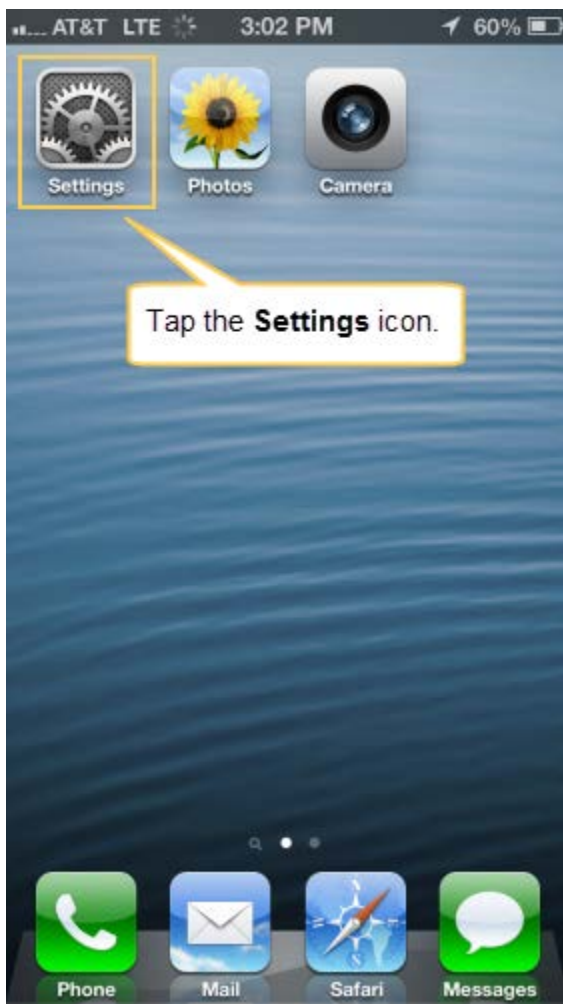 AT&T LTE 3:02 PM 60%
Settings Photos Camera
Tap the Settings icon.
Phone Mail Safari Messages